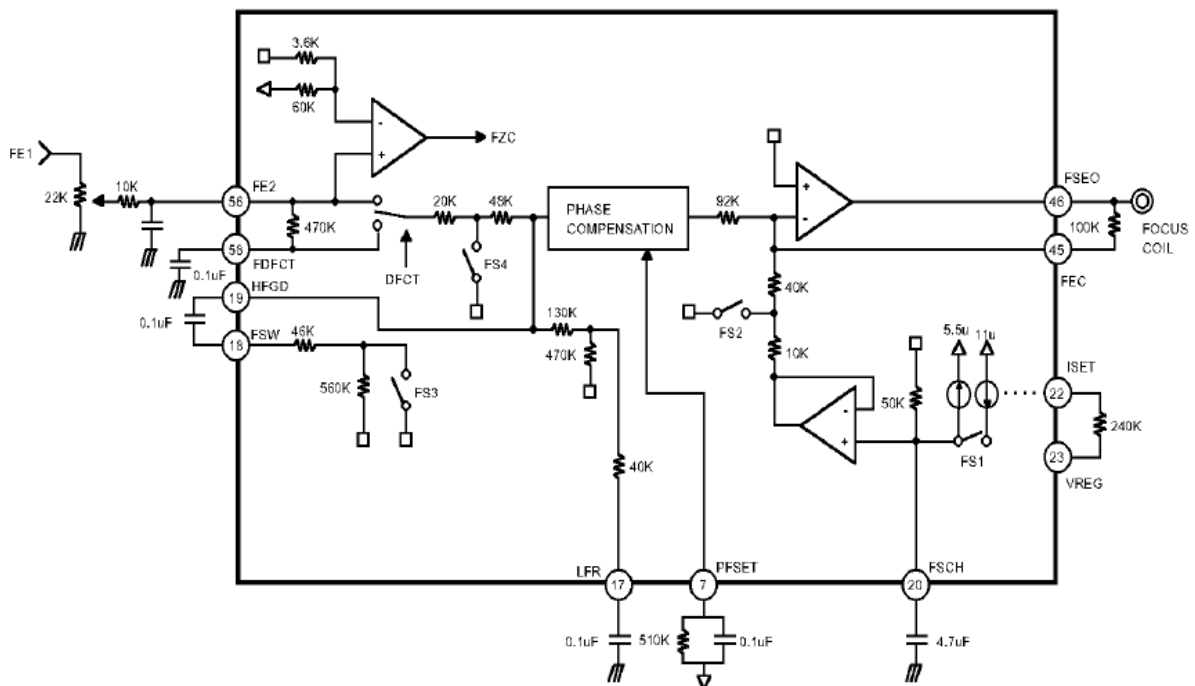 3.6K
60K
FZC
FE1
22K
10K
FE2
56
470K
58
FDFCT
0.1uF
DFCT
20K
48K
FS4
PHASE
COMPENSATION
92K
FSEO
46
100K
45
FEC
FOCUS
COIL
HFGD
19
0.1uF
FSW
18
46K
560K
FS3
130K
470K
40K
40K
FS2
10K
50K
5.5u
11u
FS1
ISET
22
240K
23
VREG
LFR
17
PFSET
7
FSCH
20
0.1uF
510K
0.1uF
4.7uF